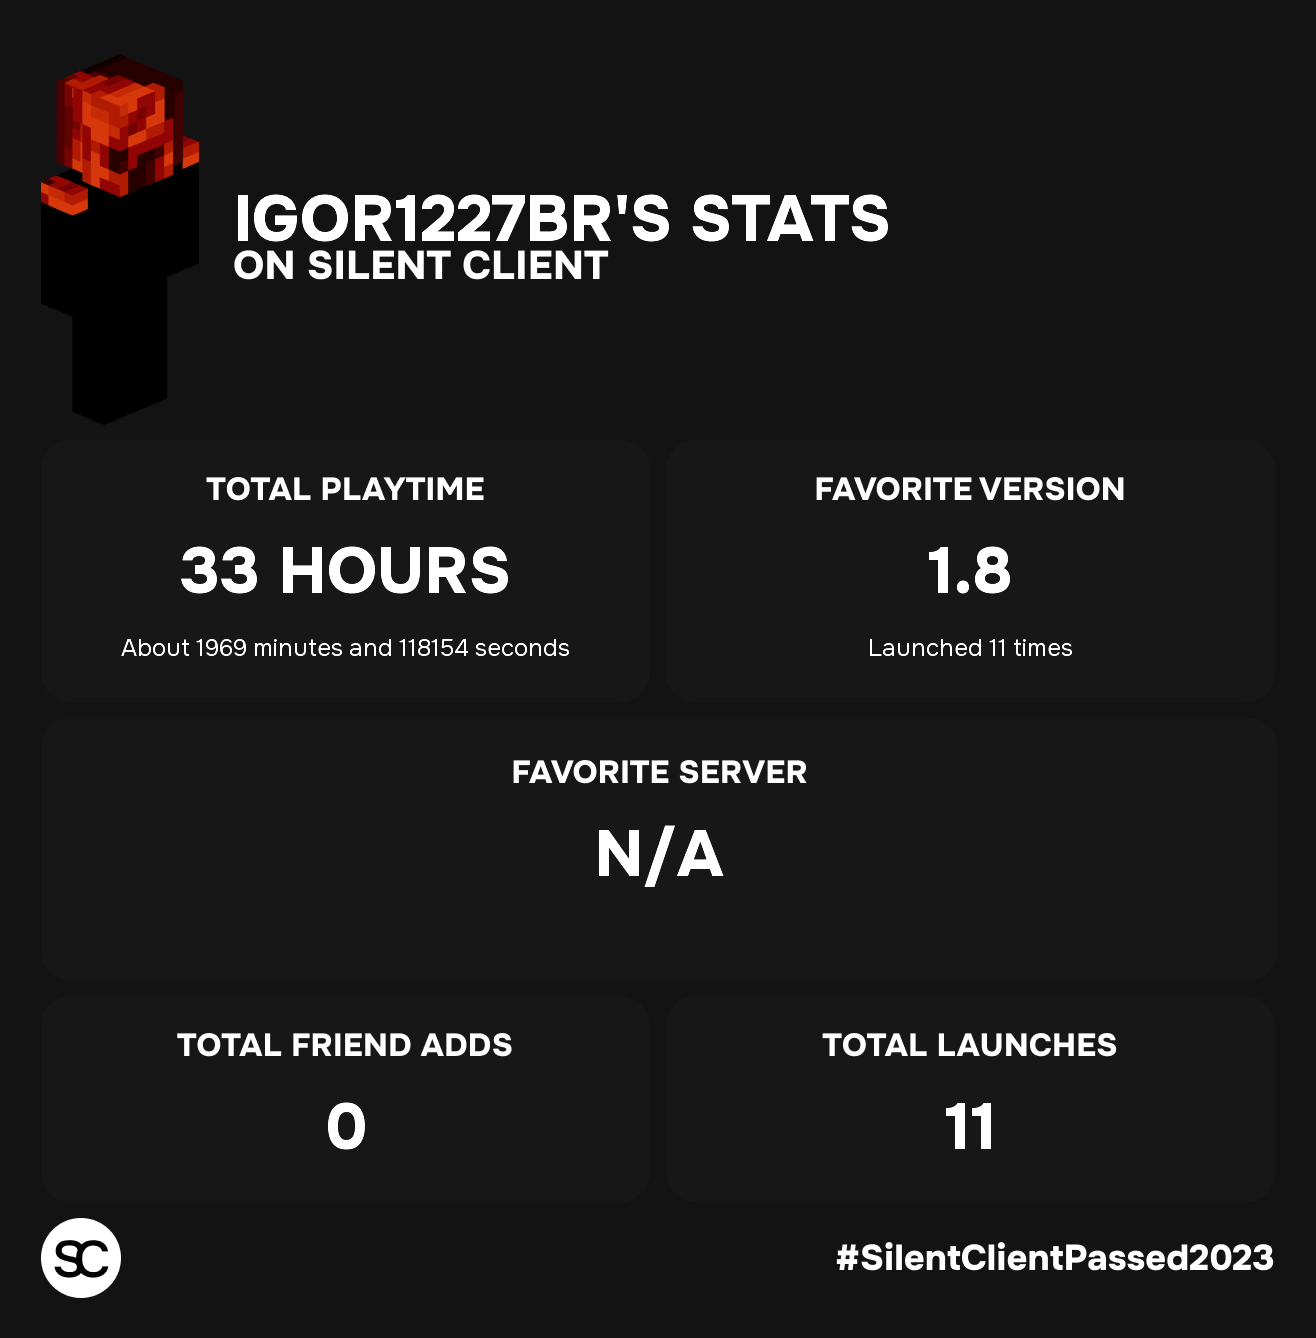 IGOR1227BR'S STATS
ON SILENT CLIENT
TOTAL PLAYTIME
33 HOURS
About 1969 minutes and 118154 seconds
FAVORITE VERSION
1.8
Launched 11 times
FAVORITE SERVER
N/A
TOTAL FRIEND ADDS
0
TOTAL LAUNCHES
11
SC
#SilentClientPassed2023